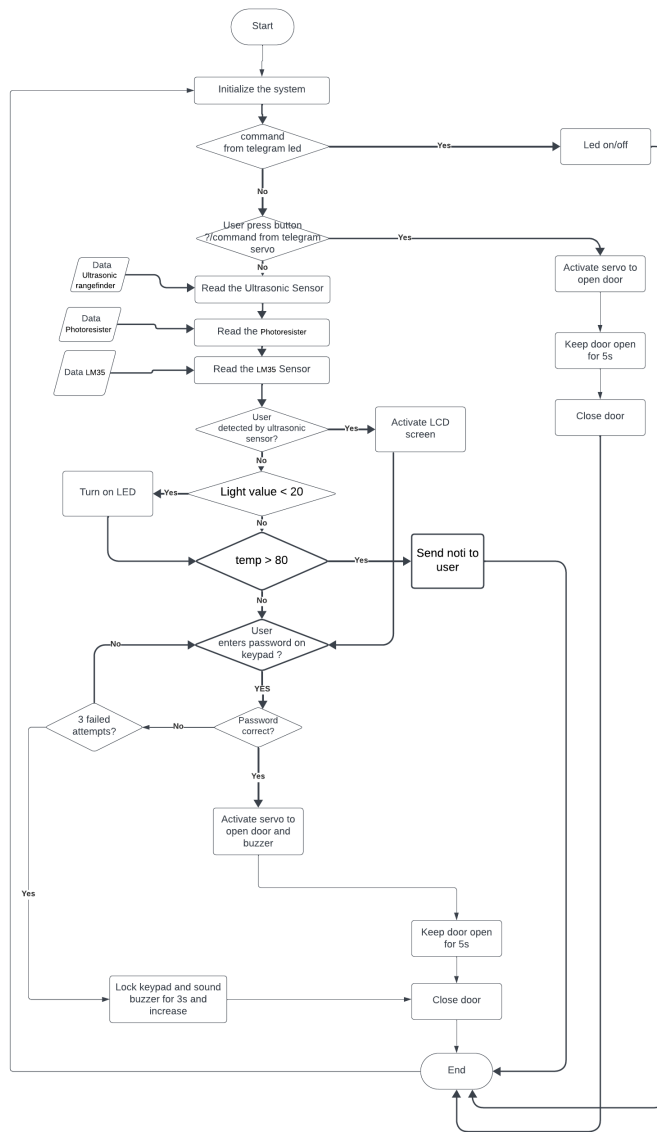 Start
Initialize the system
command
from telegram led
Yes
Led on/off
No
User press button
?/command from telegram
servo
Yes
No
Activate servo to
open door
Data
Ultrasonic
rangefinder
Read the Ultrasonic Sensor
Data
Photoresister
Read the Photoresister
Keep door open
for 5s
Data LM35
Read the LM35 Sensor
User
detected by ultrasonic
sensor?
Yes
Activate LCD
screen
Close door
No
Turn on LED
Yes
Light value < 20
No
temp > 80
Yes
Send noti to
user
No
User
enters password on
keypad ?
No
YES
3 failed
attempts?
No
Password
correct?
Yes
Activate servo to
open door and
buzzer
Yes
Keep door open
for 5s
Lock keypad and sound
buzzer for 3s and
increase
Close door
End